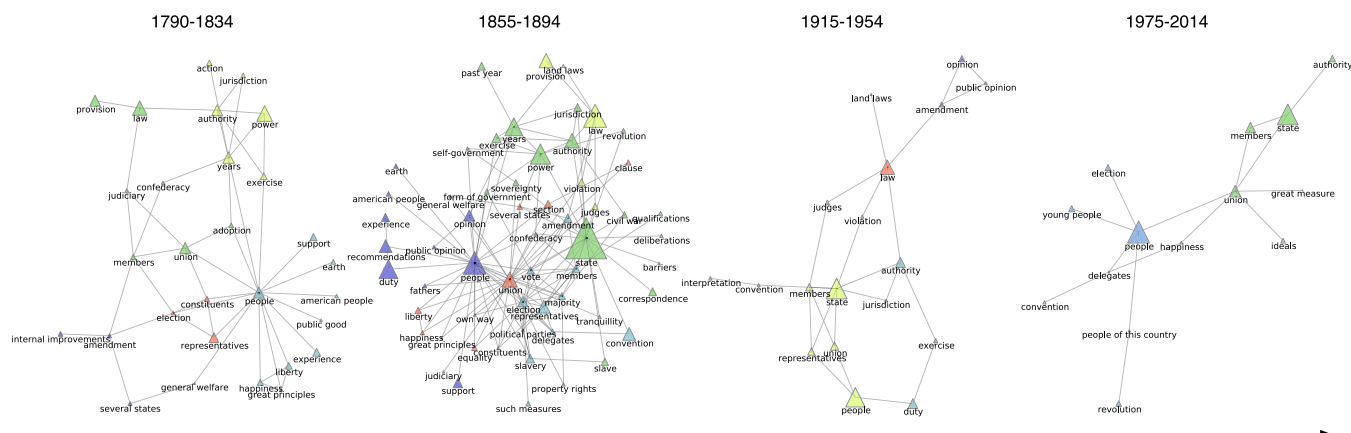 1790-1834
action
jurisdiction
provision
law
authority
power
years
confederacy
exercise
judiciary
adoption
support
union
members
earth
constituents
people
american people
election
public good
internal improvements
amendment
representatives
experience
liberty
general welfare
happiness
great principles
several states
1855-1894
past year
land laws
provision
jurisdiction
law
revolution
years
exercise
self-government
authority
power
clause
earth
sovereignty
violation
american people
form of government
general welfare
several states
section
judges
experience
opinion
amendment
civil war
qualifications
confederacy
deliberations
public opinion
recommendations
state
duty
people
vote
members
barriers
union
fathers
majority
correspondence
election
representatives
liberty
own way
tranquillity
happiness
political parties
delegates
convention
great principles
constituents
equality
slavery
slave
judiciary
support
property rights
such measures
1915-1954
opinion
public opinion
land laws
amendment
law
judges
violation
authority
interpretation
convention
members
state
jurisdiction
exercise
representatives
union
people
duty
1975-2014
authority
state
members
election
union
great measure
young people
people
happiness
ideals
delegates
convention
people of this country
revolution